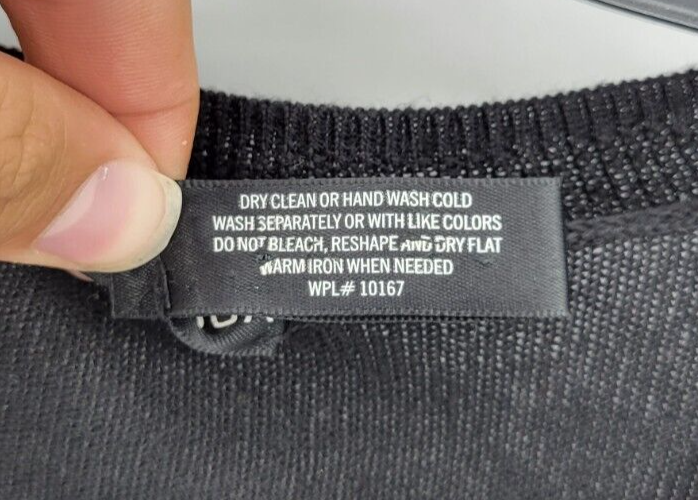 DRY CLEAN OR HAND WASH COLD
WASH SEPARATELY OR WITH LIKE COLORS
DO NOT BLEACH, RESHAPE AND DRY FLAT
WARM IRON WHEN NEEDED
WPL# 10167